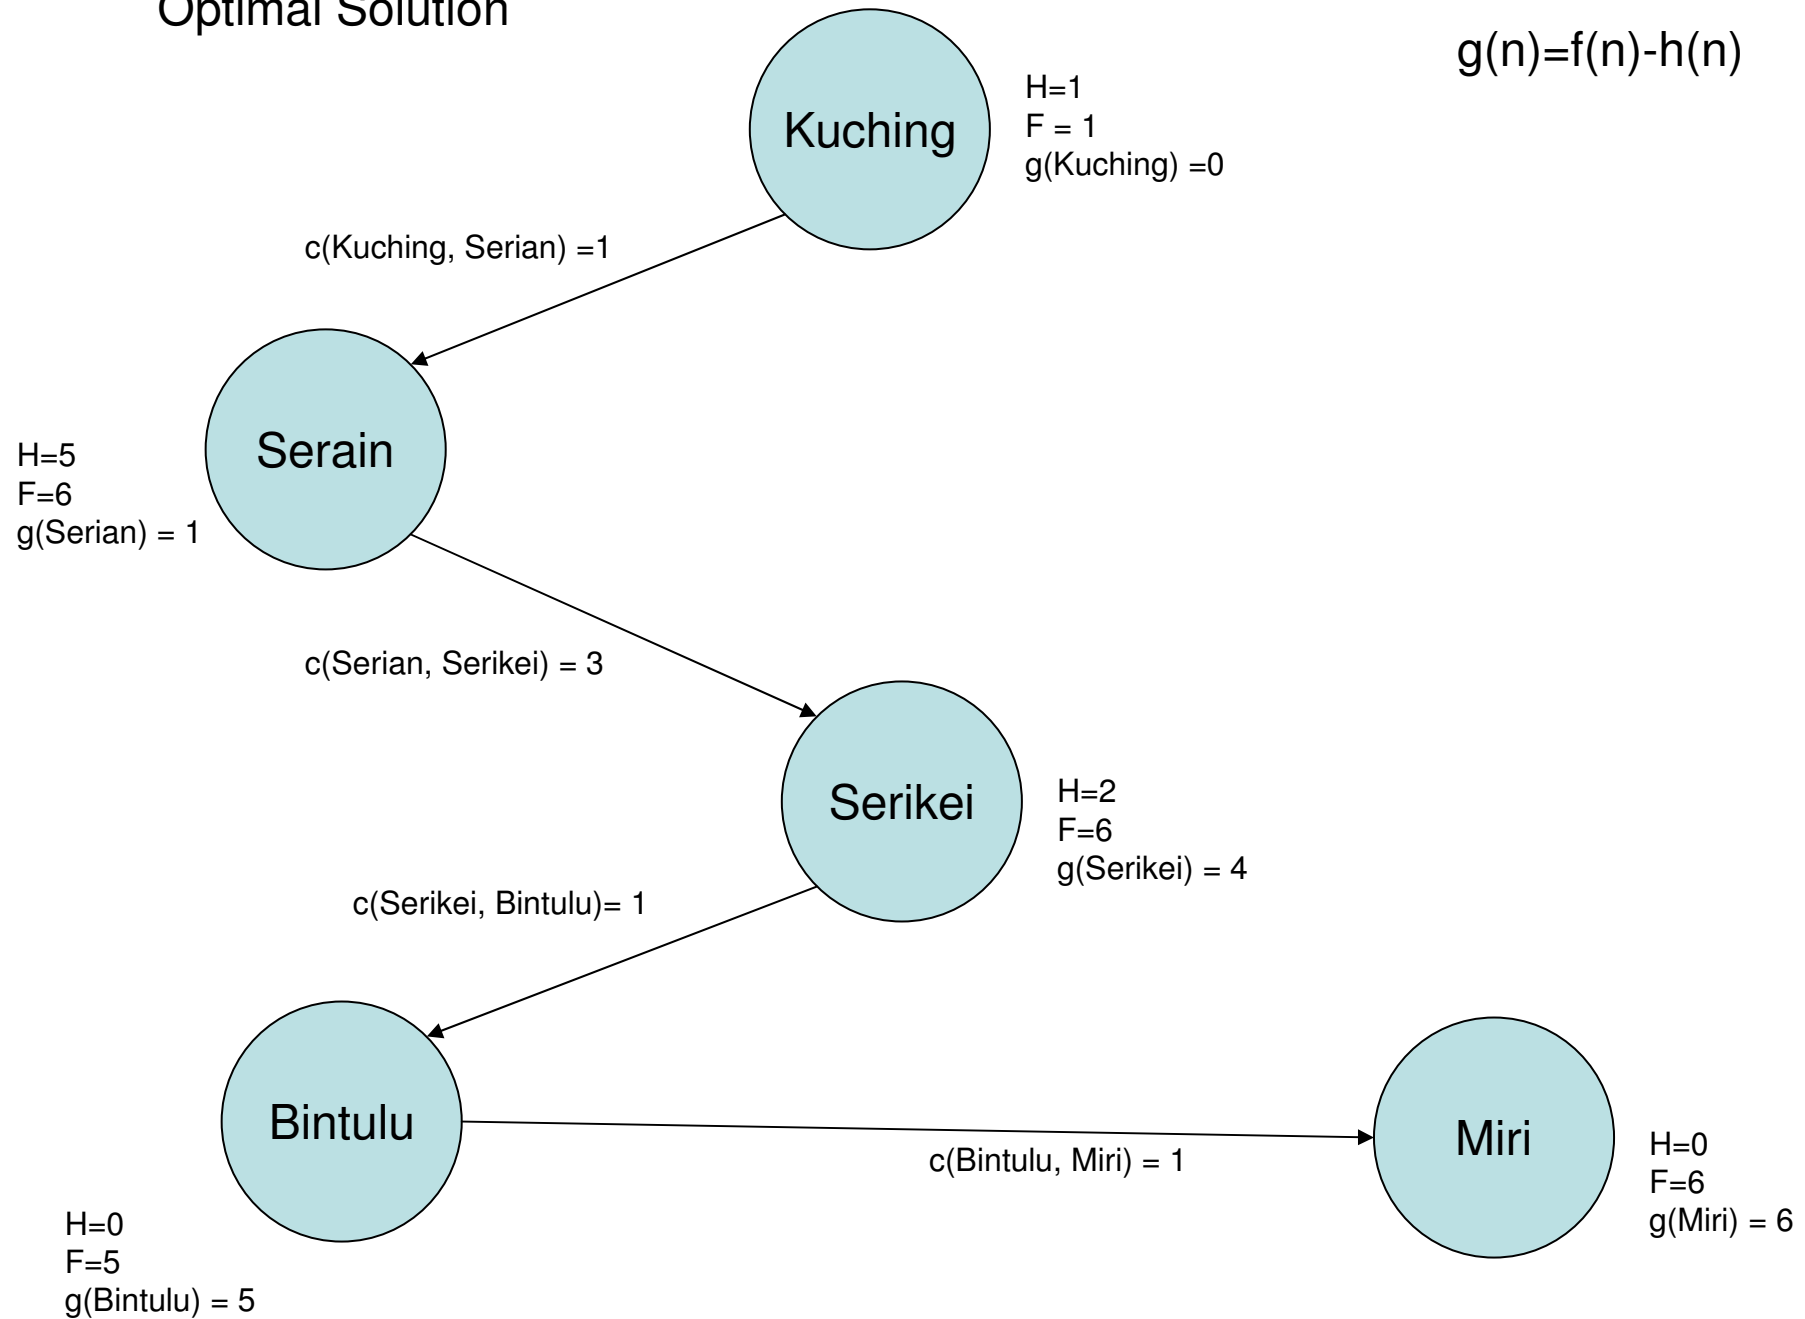 Optimal Solution
g(n)=f(n)-h(n)
Kuching
H=1
F = 1
g(Kuching) =0
c(Kuching, Serian) =1
Serain
H=5
F=6
g(Serian) = 1
c(Serian, Serikei) = 3
Serikei
H=2
F=6
g(Serikei) = 4
c(Serikei, Bintulu)= 1
Bintulu
H=0
F=5
g(Bintulu) = 5
c(Bintulu, Miri) = 1
Miri
H=0
F=6
g(Miri) = 6